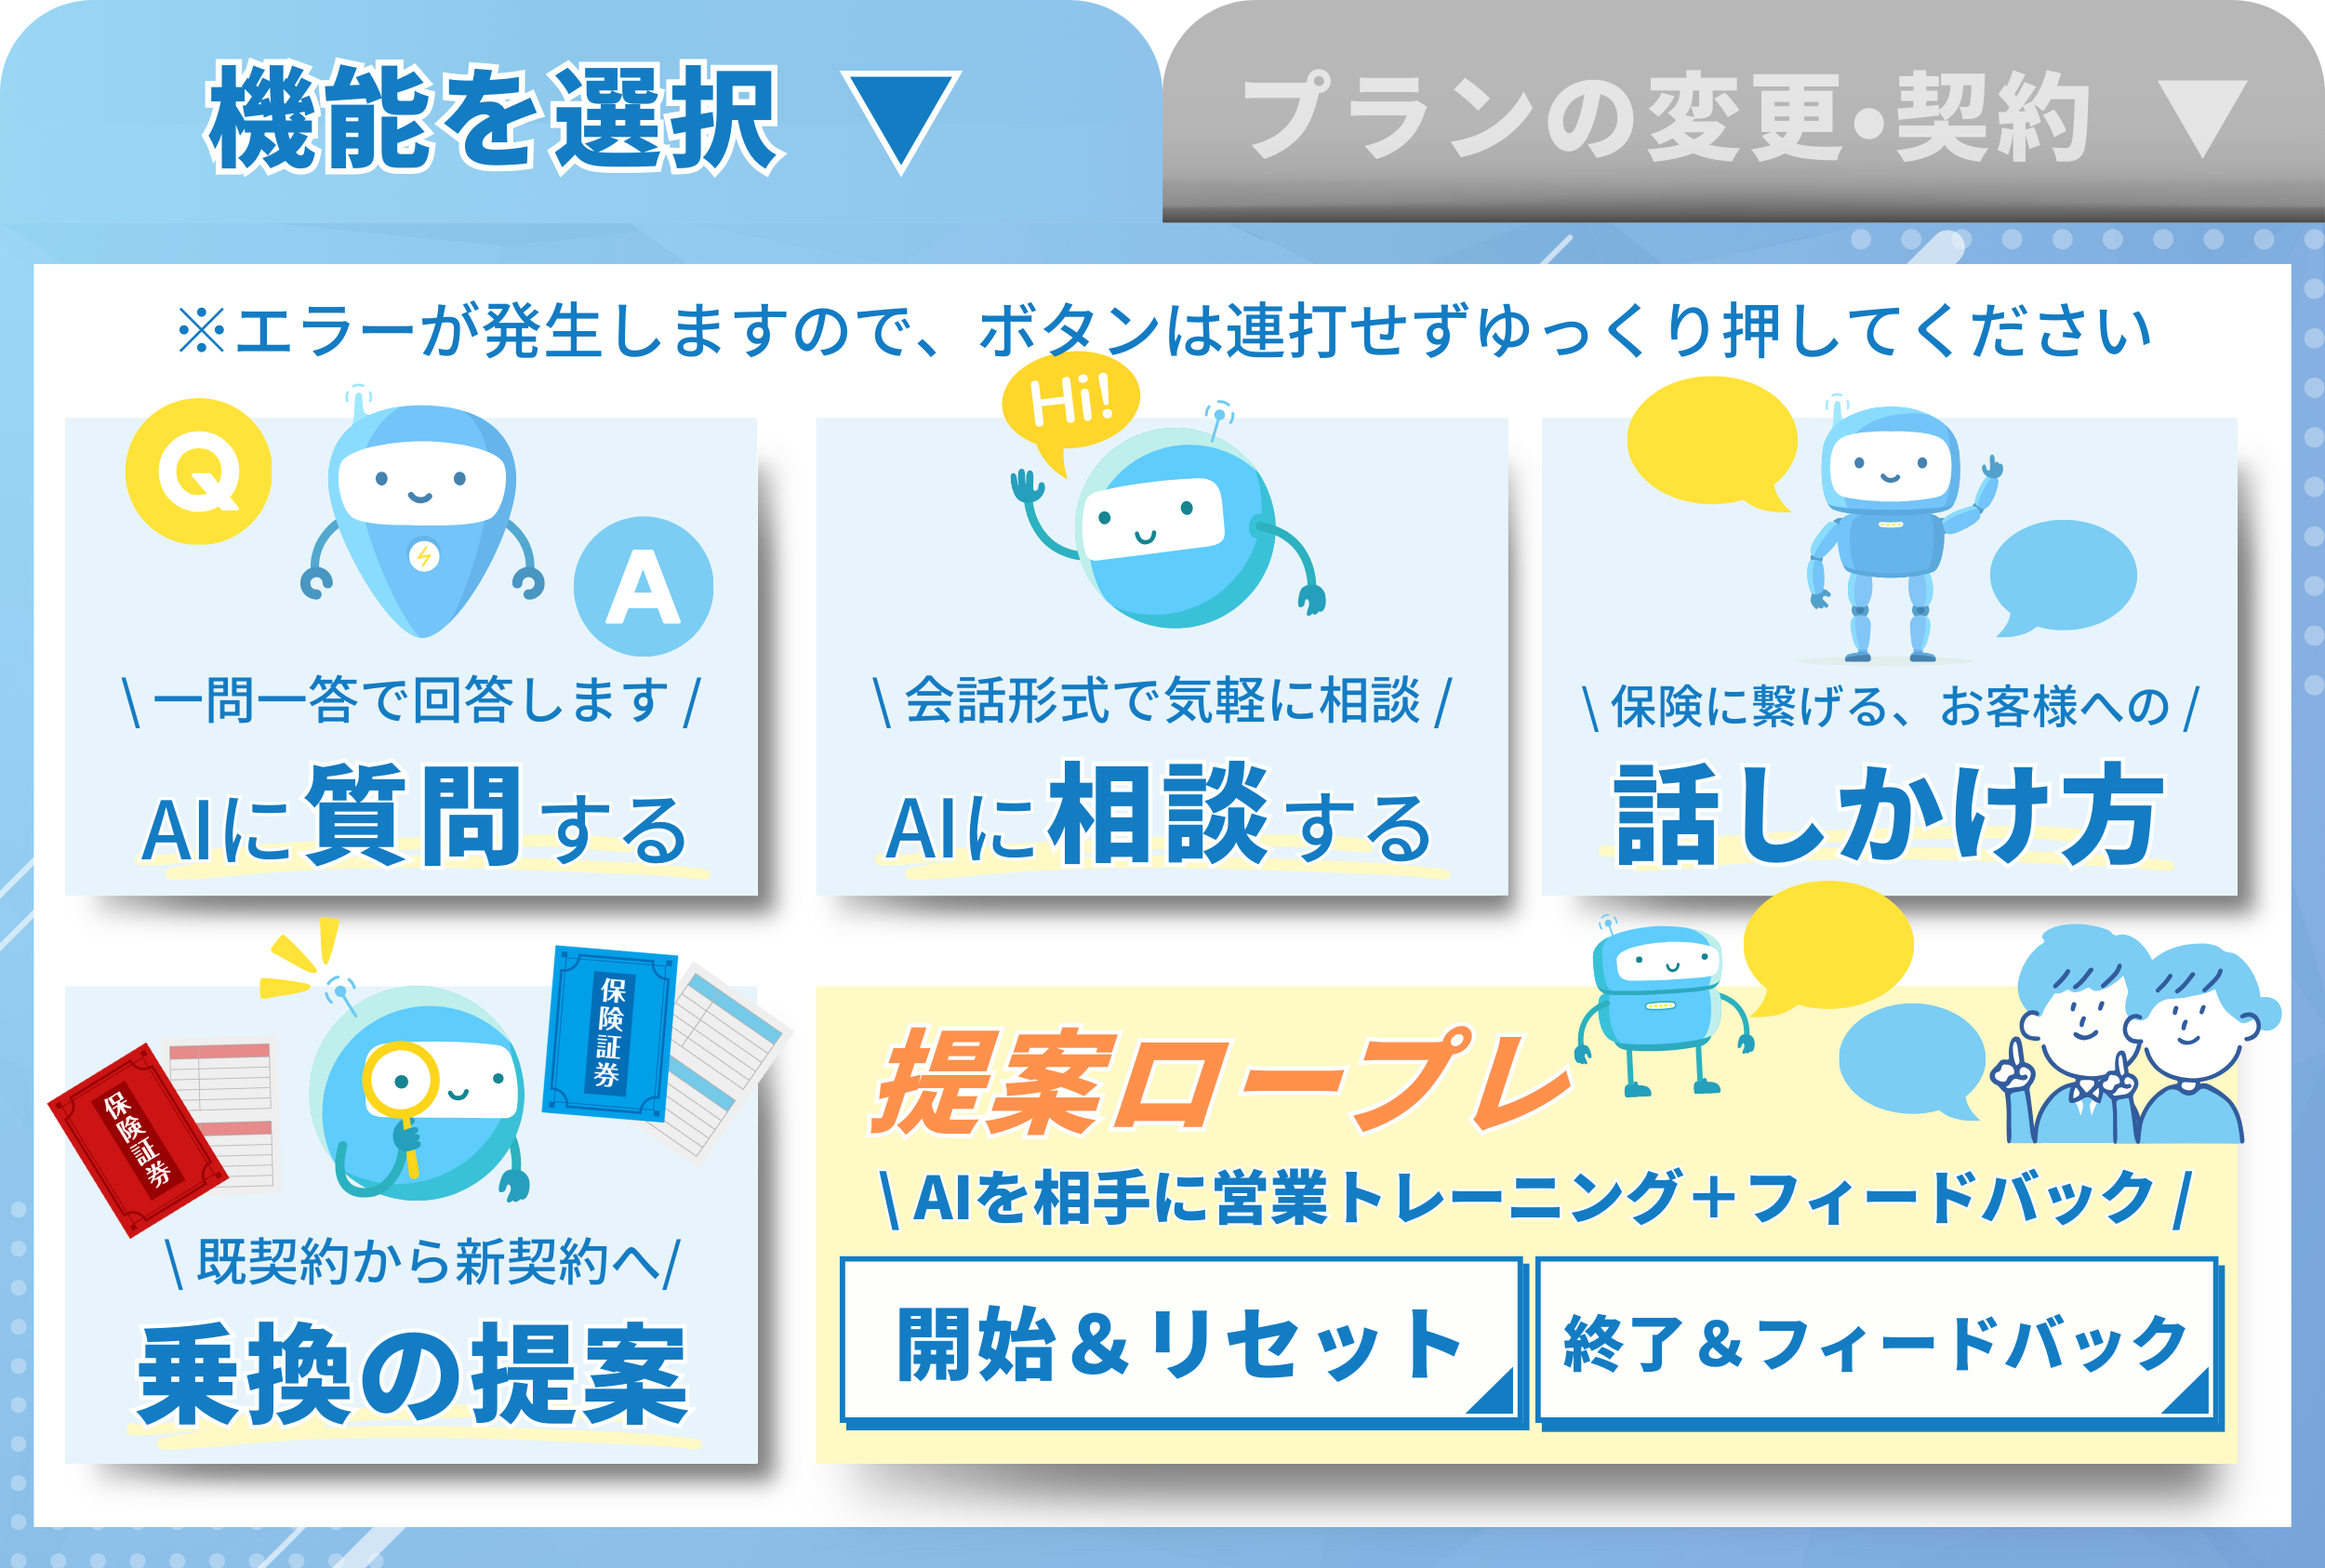 機能を選択 ▼
プランの変更・契約 ▼
※エラーが発生しますので、ボタンは連打せずゆっくり押してください
Q
A
\ 一問一答で回答します /
AIに質問する
Hi!
\ 会話形式で気軽に相談 /
AIに相談する
\ 保険に繋げる、お客様への /
話しかけ方
保険証券
保険証券
\ 既契約から新契約へ /
乗換の提案
提案ロープレ
\ AIを相手に営業トレーニング＋フィードバック /
開始＆リセット
終了＆フィードバック